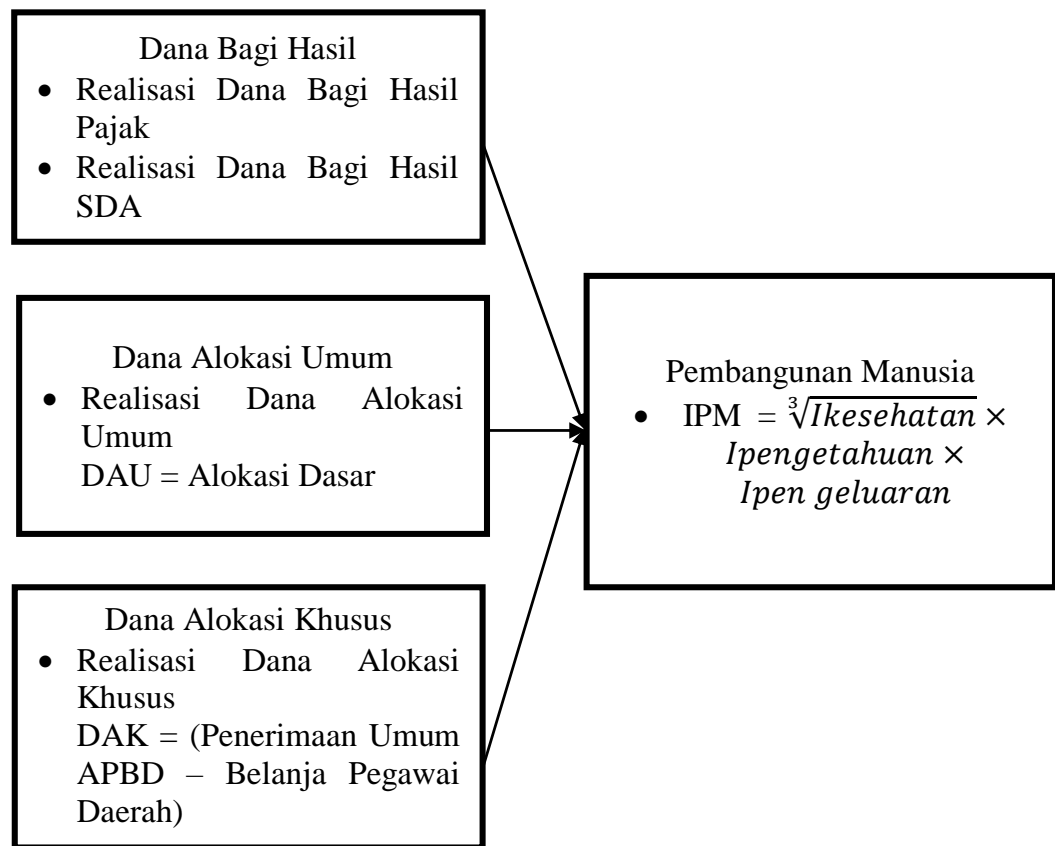 Dana Bagi Hasil
• Realisasi Dana Bagi Hasil
Pajak
• Realisasi Dana Bagi Hasil
SDA
Dana Alokasi Umum
• Realisasi Dana Alokasi
Umum
DAU = Alokasi Dasar
Dana Alokasi Khusus
• Realisasi Dana Alokasi
Khusus
DAK = (Penerimaan Umum
APBD – Belanja Pegawai
Daerah)
Pembangunan Manusia
• IPM = ∛Ikesehatan ×
Ipengetahuan ×
Ipen geluaran